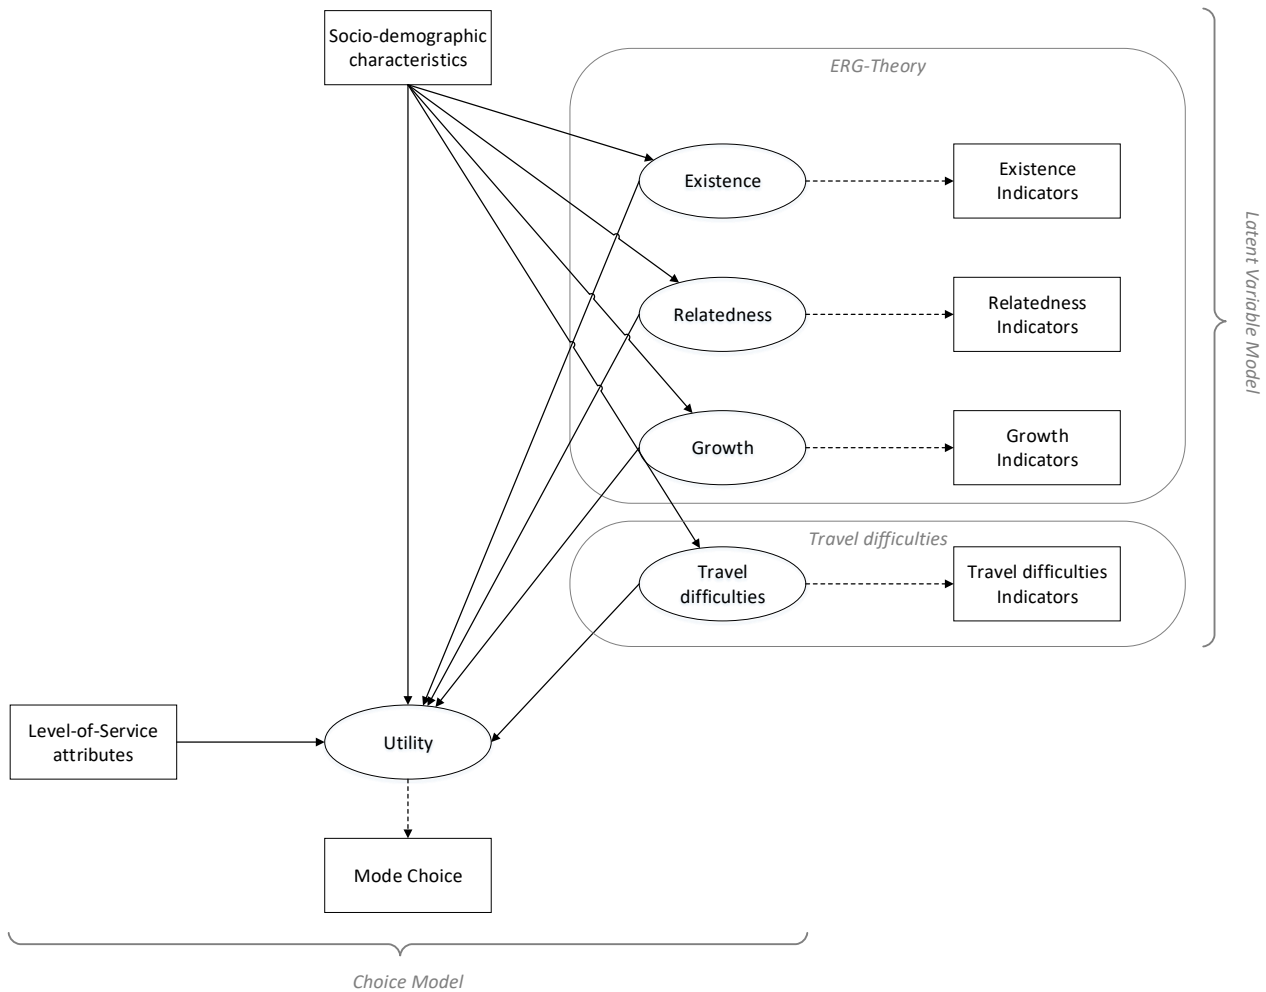 Socio-demographic
characteristics
ERG-Theory
Existence
Existence
Indicators
Relatedness
Relatedness
Indicators
Growth
Growth
Indicators
Latent Variable Model
Travel difficulties
Travel
difficulties
Travel difficulties
Indicators
Level-of-Service
attributes
Utility
Mode Choice
Choice Model